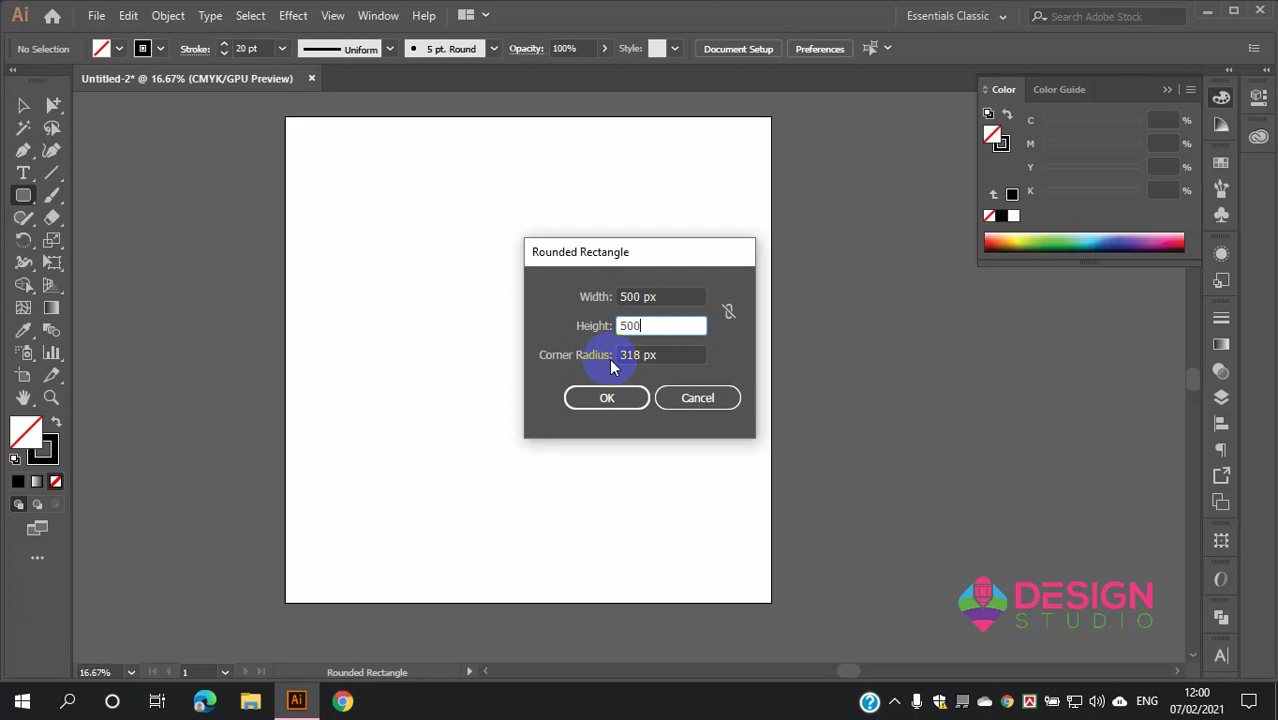 Ai File Edit Object Type Select Effect View Window Help Essentials Classic Search Adobe Stock
No Selection Stroke: 20 pt Uniform 5 pt. Round Opacity: 100% Style: Document Setup Preferences
Untitled-2* @ 16.67% (CMYK/GPU Preview)
Color Color Guide
C %
M %
Y %
K %
Rounded Rectangle
Width: 500 px
Height: 500
Corner Radius: 318 px
OK Cancel
DESIGN
STUDIO
16.67% 1 Rounded Rectangle
Ai ENG
12:00
07/02/2021